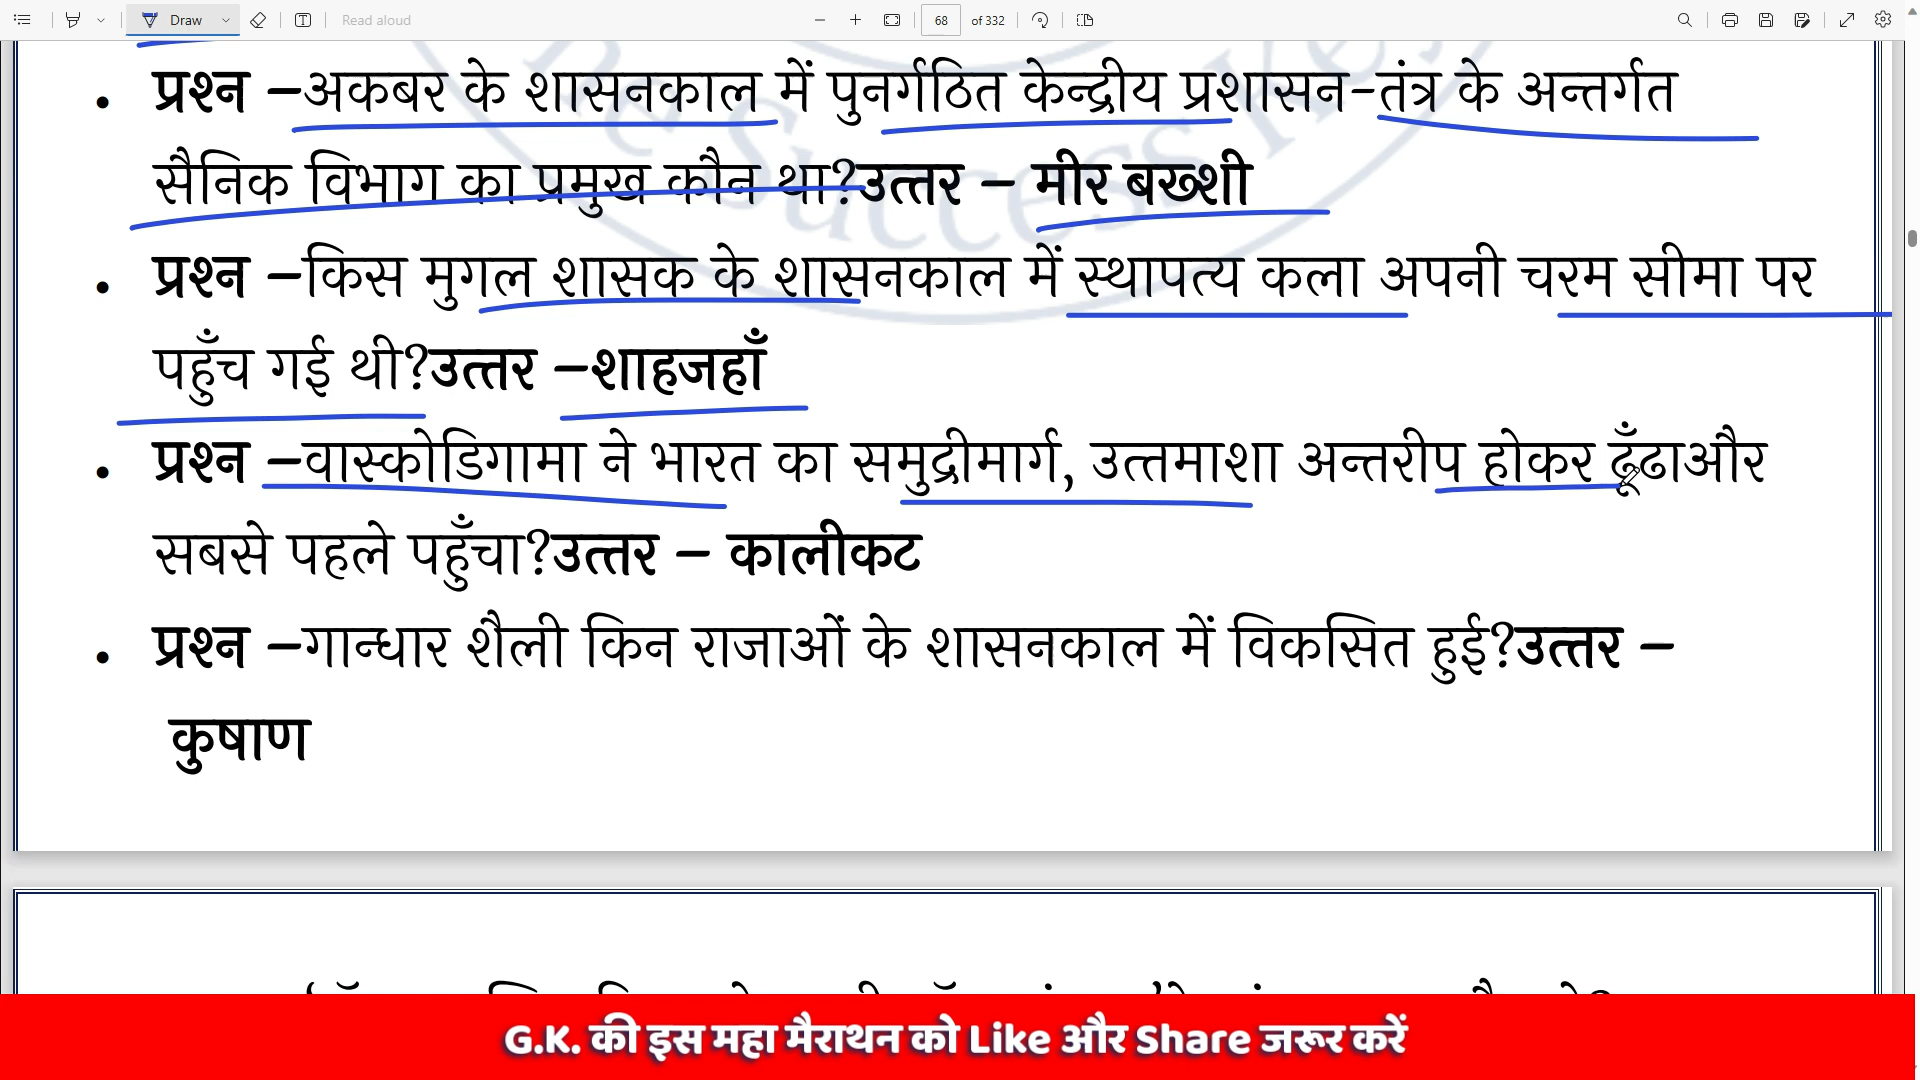 Draw
Read aloud
68 of 332
प्रश्न –अकबर के शासनकाल में पुनर्गठित केन्द्रीय प्रशासन-तंत्र के अन्तर्गत
सैनिक विभाग का प्रमुख कौन था?उत्तर – मीर बख्शी
प्रश्न –किस मुगल शासक के शासनकाल में स्थापत्य कला अपनी चरम सीमा पर
पहुँच गई थी?उत्तर –शाहजहाँ
प्रश्न –वास्कोडिगामा ने भारत का समुद्रीमार्ग, उत्तमाशा अन्तरीप होकर ढूँढाऔर
सबसे पहले पहुँचा?उत्तर – कालीकट
प्रश्न –गान्धार शैली किन राजाओं के शासनकाल में विकसित हुई?उत्तर –
कुषाण
The Success Key
G.K. की इस महा मैराथन को Like और Share जरूर करें